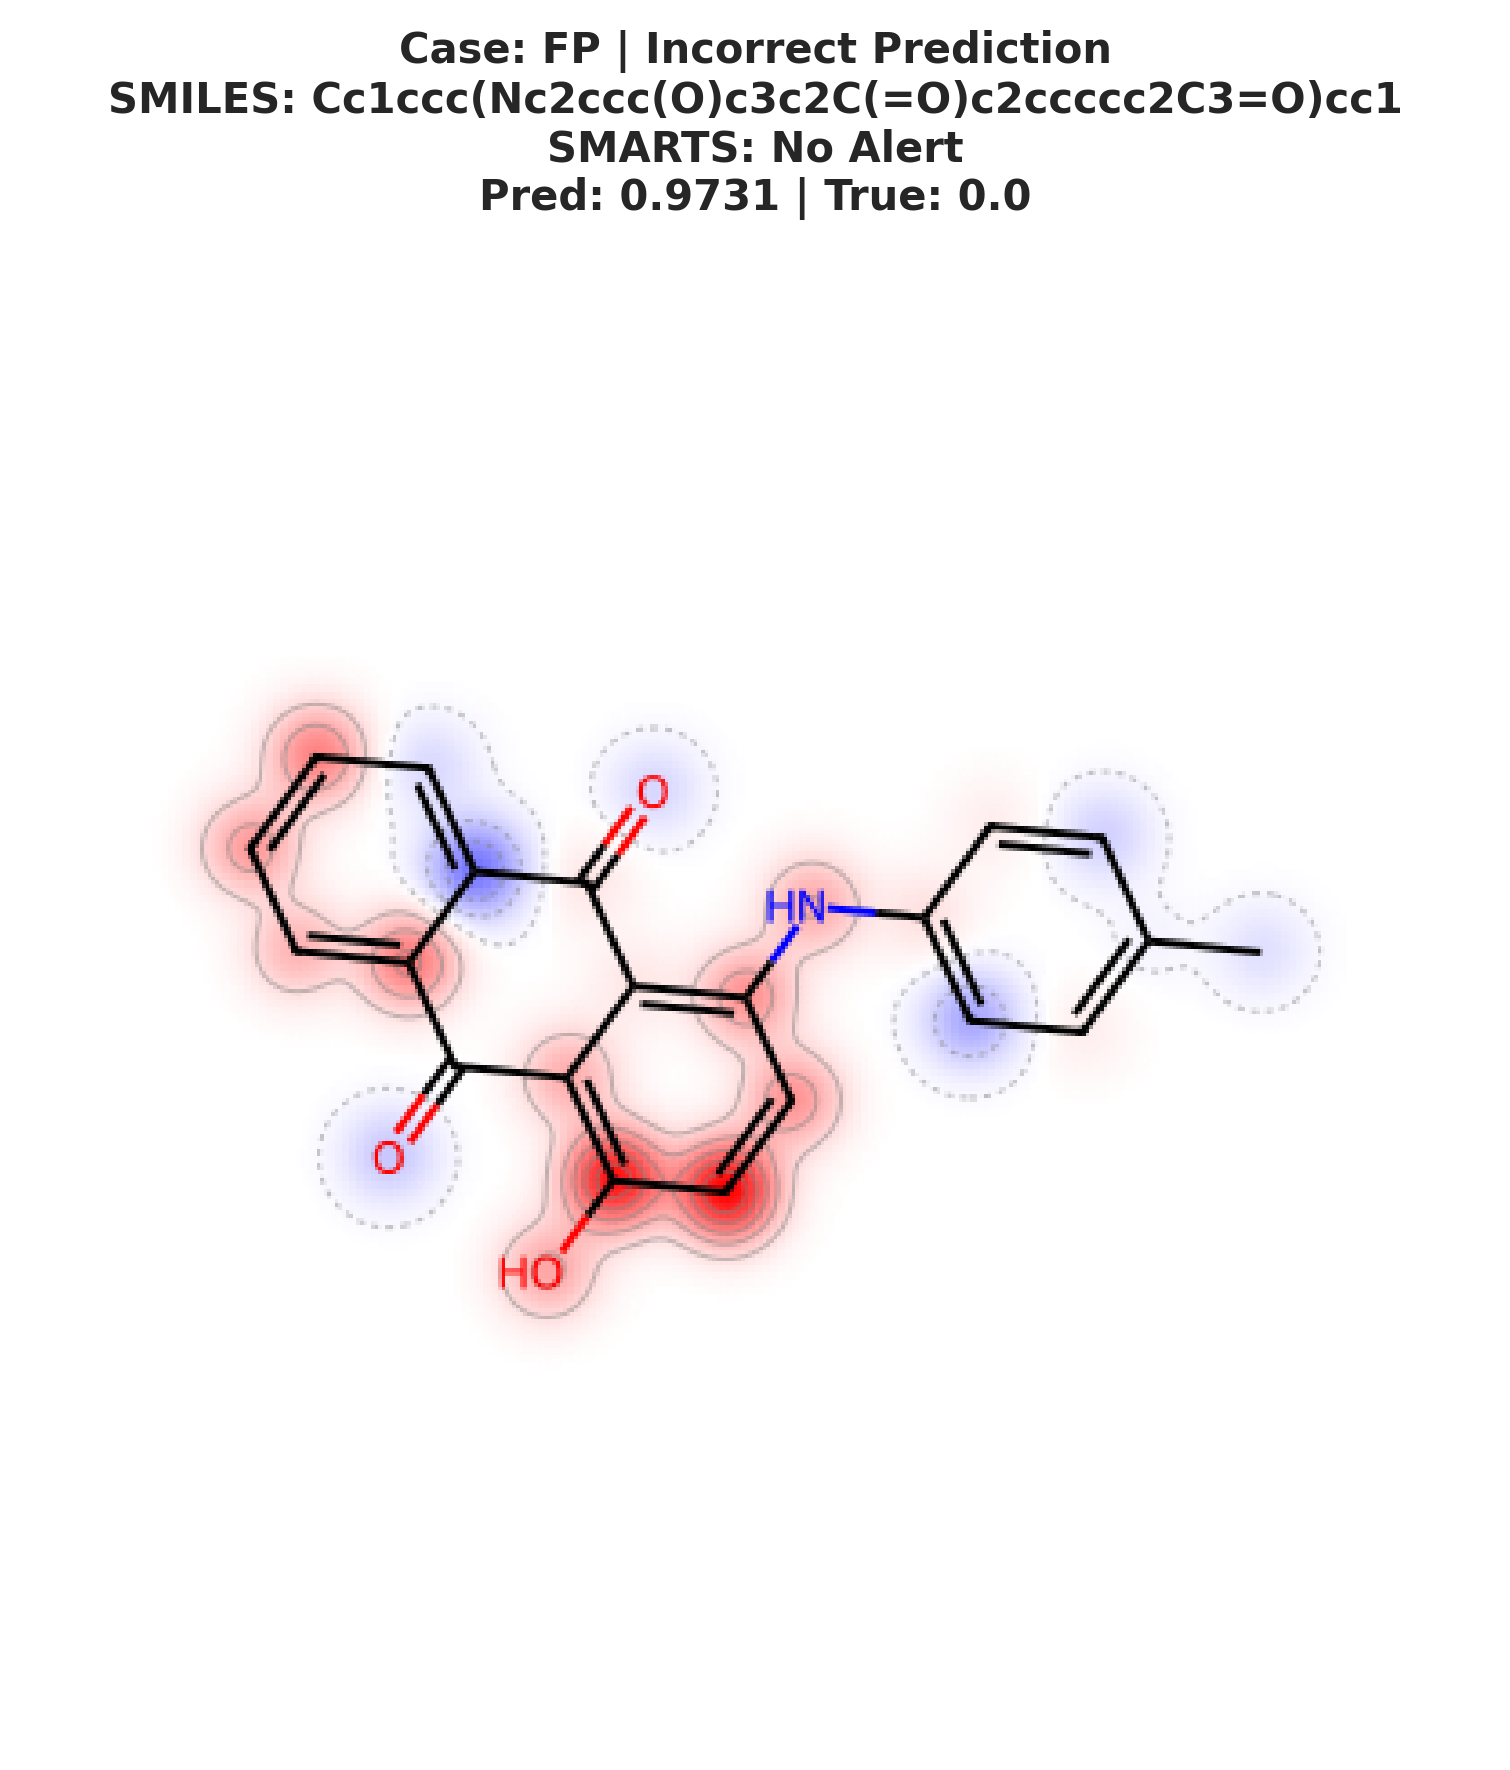 Case: FP | Incorrect Prediction
SMILES: Cc1ccc(Nc2ccc(O)c3c2C(=O)c2ccccc2C3=O)cc1
SMARTS: No Alert
Pred: 0.9731 | True: 0.0
O
HN
O
HO